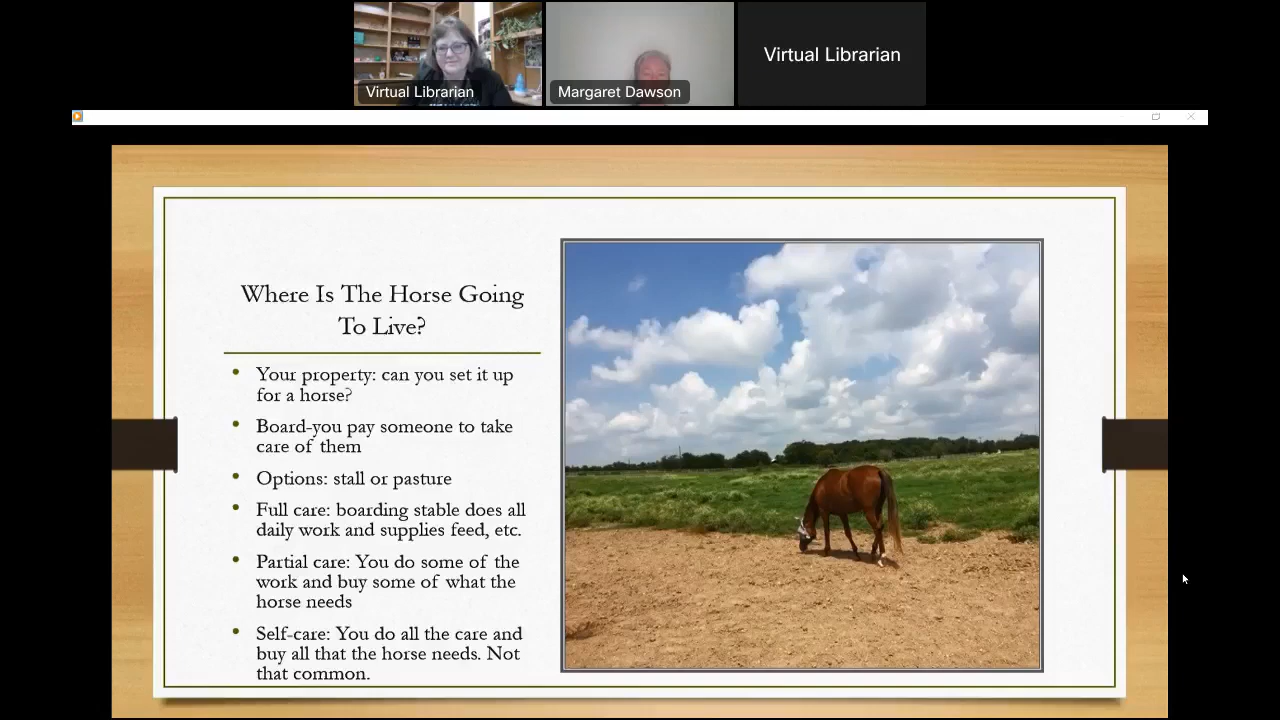 Virtual Librarian
Margaret Dawson
Virtual Librarian
Where Is The Horse Going
To Live?
• Your property: can you set it up
for a horse?
• Board-you pay someone to take
care of them
• Options: stall or pasture
• Full care: boarding stable does all
daily work and supplies feed, etc.
• Partial care: You do some of the
work and buy some of what the
horse needs
• Self-care: You do all the care and
buy all that the horse needs. Not
that common.